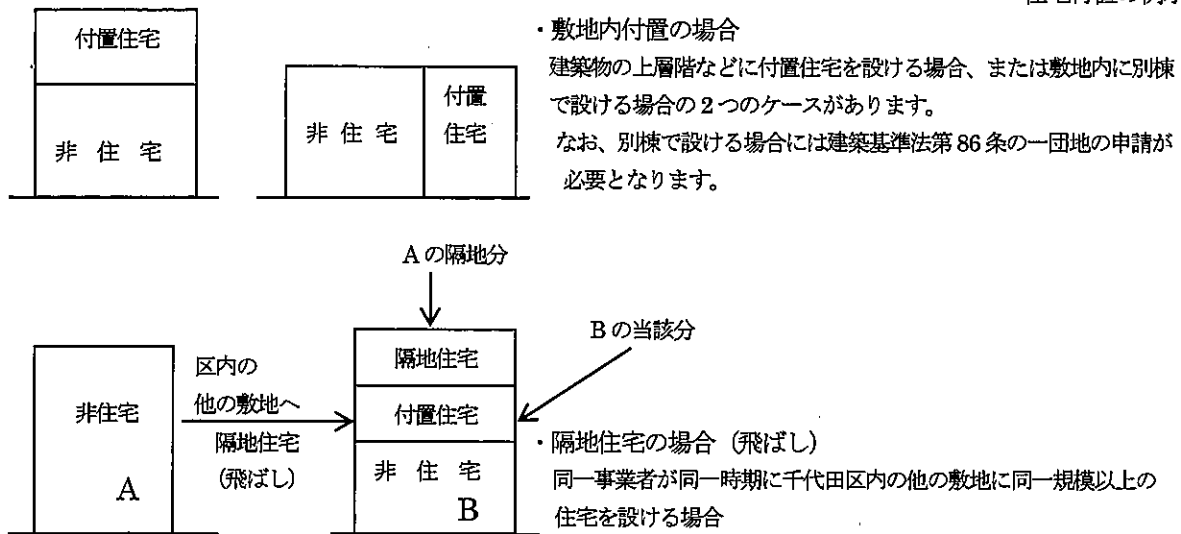 付置住宅
非 住 宅
非 住 宅
付置
住宅
・敷地内付置の場合
建築物の上層階などに付置住宅を設ける場合、または敷地内に別棟
で設ける場合の2つのケースがあります。
なお、別棟で設ける場合には建築基準法第86条の一団地の申請が
必要となります。
Aの隔地分
Bの当該分
非住宅
A
区内の
他の敷地へ
隔地住宅
(飛ばし)
隔地住宅
付置住宅
非 住 宅
B
・隔地住宅の場合(飛ばし)
同一事業者が同一時期に千代田区内の他の敷地に同一規模以上の
住宅を設ける場合